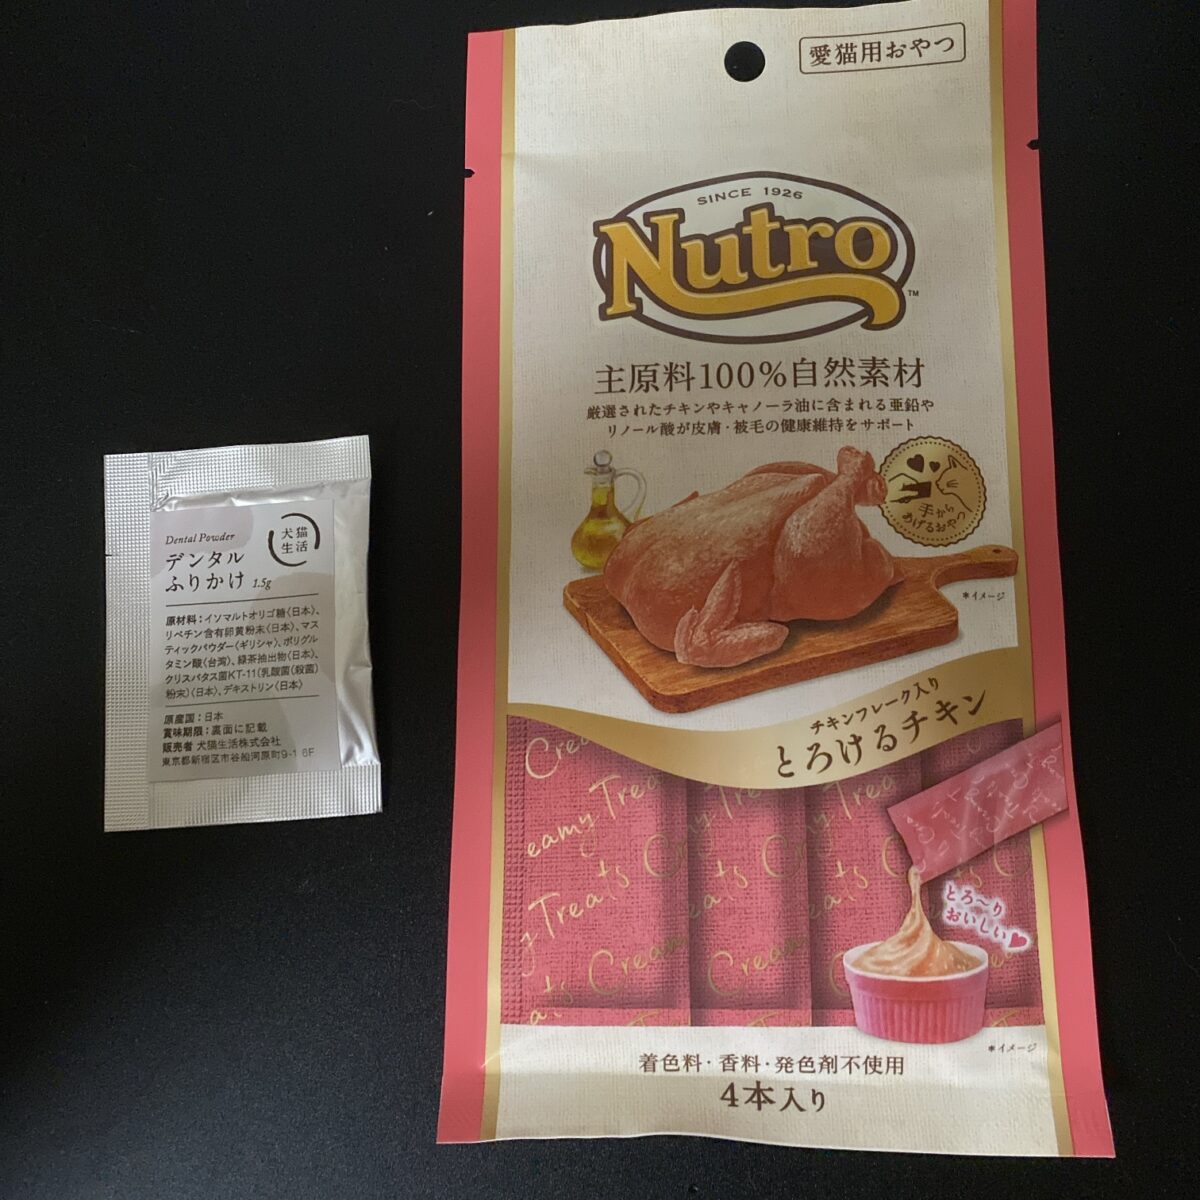 Dental Powder
デンタル
ふりかけ 1.5g
犬猫
生活
原材料:イソマルトオリゴ糖(日本)、
リペチン含有卵黄粉末(日本)、マス
ティックパウダー(ギリシャ)、ポリグル
タミン酸(台湾)、緑茶抽出物(日本)、
クリスパタス菌KT-11(乳酸菌(殺菌)
粉末)(日本)、デキストリン(日本)
原産国:日本
賞味期限:裏面に記載
販売者 犬猫生活株式会社
東京都新宿区市谷船河原町9-1 6F
愛猫用おやつ
SINCE 1926
Nutro
TM
主原料100%自然素材
厳選されたチキンやキャノーラ油に含まれる亜鉛や
リノール酸が皮膚・被毛の健康維持をサポート
手から
あげるおやつ
*イメージ
チキンフレーク入り
とろけるチキン
Crea
eamy Trea
Treats Cream
とろ～り
おいしい
*イメージ
着色料・香料・発色剤不使用
4本入り